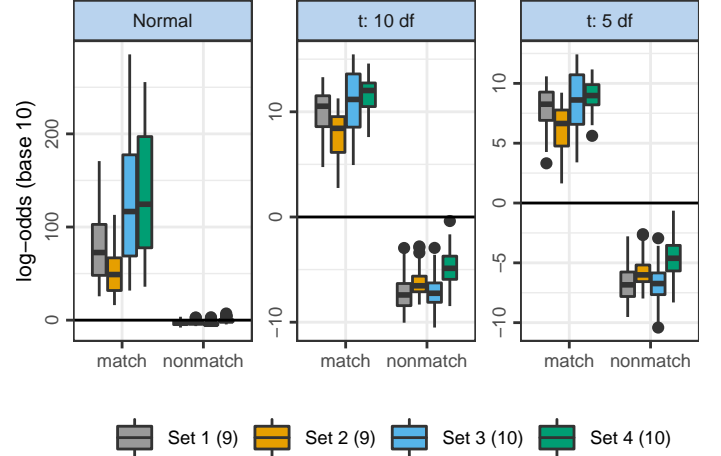 Normal
t: 10 df
t: 5 df
log−odds (base 10)
200
100
0
10
0
−10
10
5
0
−5
−10
match
nonmatch
match
nonmatch
match
nonmatch
Set 1 (9)
Set 2 (9)
Set 3 (10)
Set 4 (10)